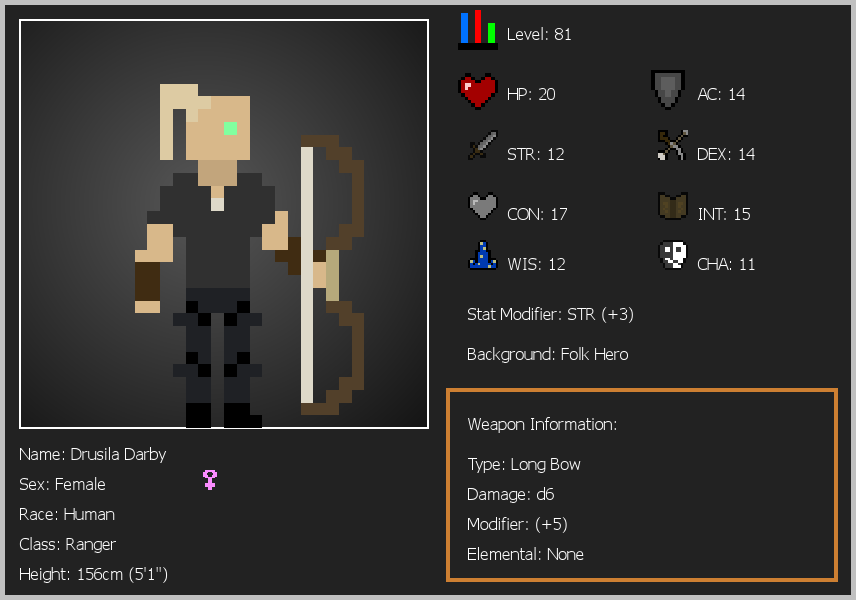 Level: 81
HP: 20
AC: 14
STR: 12
DEX: 14
CON: 17
INT: 15
WIS: 12
CHA: 11
Stat Modifier: STR (+3)
Background: Folk Hero
Weapon Information:
Type: Long Bow
Damage: d6
Modifier: (+5)
Elemental: None
Name: Drusila Darby
Sex: Female
Race: Human
Class: Ranger
Height: 156cm (5'1")